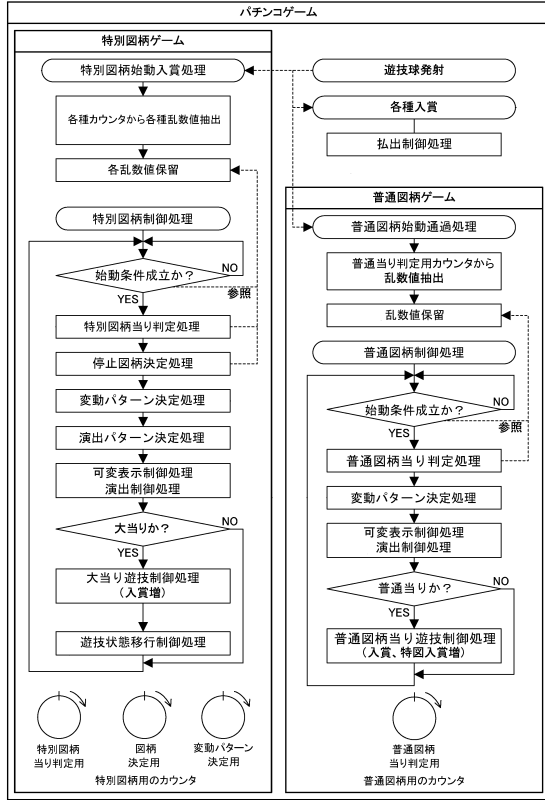 パチンコゲーム
特別図柄ゲーム
特別図柄始動入賞処理
各種カウンタから各種乱数値抽出
各乱数値保留
特別図柄制御処理
始動条件成立か?
NO
YES
参照
特別図柄当り判定処理
停止図柄決定処理
変動パターン決定処理
演出パターン決定処理
可変表示制御処理
演出制御処理
大当りか?
NO
YES
大当り遊技制御処理
(入賞増)
遊技状態移行制御処理
特別図柄
当り判定用
図柄
決定用
変動パターン
決定用
特別図柄用のカウンタ
遊技球発射
各種入賞
払出制御処理
普通図柄ゲーム
普通図柄始動通過処理
普通当り判定用カウンタから
乱数値抽出
乱数値保留
普通図柄制御処理
始動条件成立か?
NO
YES
参照
普通図柄当り判定処理
変動パターン決定処理
可変表示制御処理
演出制御処理
普通当りか?
NO
YES
普通図柄当り遊技制御処理
(入賞、特図入賞増)
普通図柄
当り判定用
普通図柄用のカウンタ